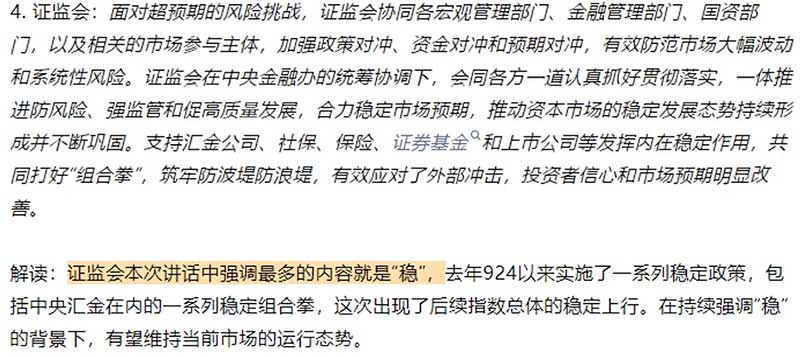 4. 证监会：面对超预期的风险挑战，证监会协同各宏观管理部门、金融管理部门、国资部
门，以及相关的市场参与主体，加强政策对冲、资金对冲和预期对冲，有效防范市场大幅波动
和系统性风险。证监会在中央金融办的统筹协调下，会同各方一道认真抓好贯彻落实，一体推
进防风险、强监管和促高质量发展，合力稳定市场预期，推动资本市场的稳定发展态势持续形
成并不断巩固。支持汇金公司、社保、保险、证券基金和上市公司等发挥内在稳定作用，共
同打好“组合拳”，筑牢防波堤防浪堤，有效应对了外部冲击，投资者信心和市场预期明显改
善。
解读：证监会本次讲话中强调最多的内容就是“稳”，去年924以来实施了一系列稳定政策，包
括中央汇金在内的一系列稳定组合拳，这次出现了后续指数总体的稳定上行。在持续强调“稳”
的背景下，有望维持当前市场的运行态势。